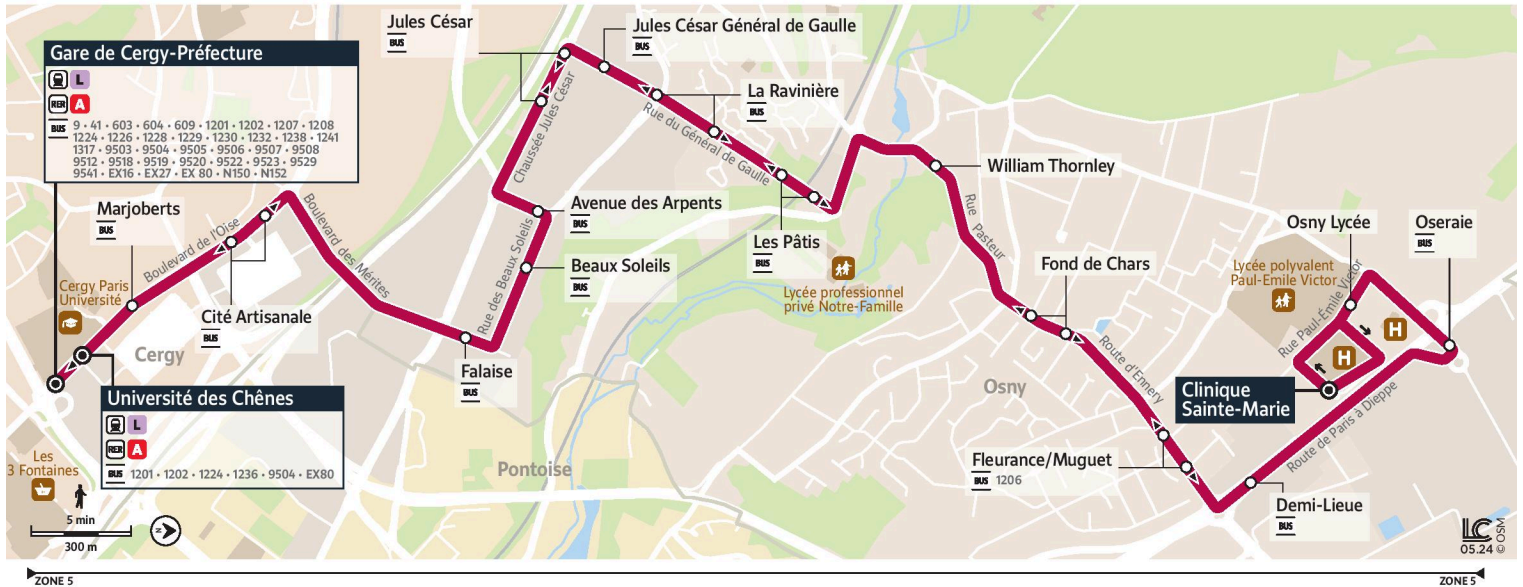 Gare de Cergy-Préfecture
L
RER A
BUS 9 • 41 • 603 • 604 • 609 • 1201 • 1202 • 1207 • 1208
1224 • 1226 • 1228 • 1229 • 1230 • 1232 • 1238 • 1241
1317 • 9503 • 9504 • 9505 • 9506 • 9507 • 9508
9512 • 9518 • 9519 • 9520 • 9522 • 9523 • 9529
9541 • EX16 • EX27 • EX 80 • N150 • N152
Jules César
BUS
Jules César Général de Gaulle
BUS
La Ravinière
BUS
Chaussée Jules César
Rue du Général de Gaulle
William Thornley
Marjoberts
BUS
Boulevard de l'Oise
Boulevard des Mérites
Avenue des Arpents
BUS
Rue des Beaux Soleils
Beaux Soleils
BUS
Les Pâtis
BUS
Rue Pasteur
Osny Lycée
Oseraie
BUS
Fond de Chars
Lycée polyvalent
Paul-Émile Victor
Rue Paul-Émile Victor
H
H
Cergy Paris
Université
Cité Artisanale
BUS
Lycée professionnel
privé Notre-Famille
Cergy
Falaise
BUS
Route d'Ennery
Osny
Clinique
Sainte-Marie
Route de Paris à Dieppe
Université des Chênes
L
RER A
BUS 1201 • 1202 • 1224 • 1236 • 9504 • EX80
Pontoise
Fleurance/Muguet
BUS 1206
Demi-Lieue
BUS
Les
3 Fontaines
5 min
300 m
N
LC
05.24 © OSM
ZONE 5
ZONE 5